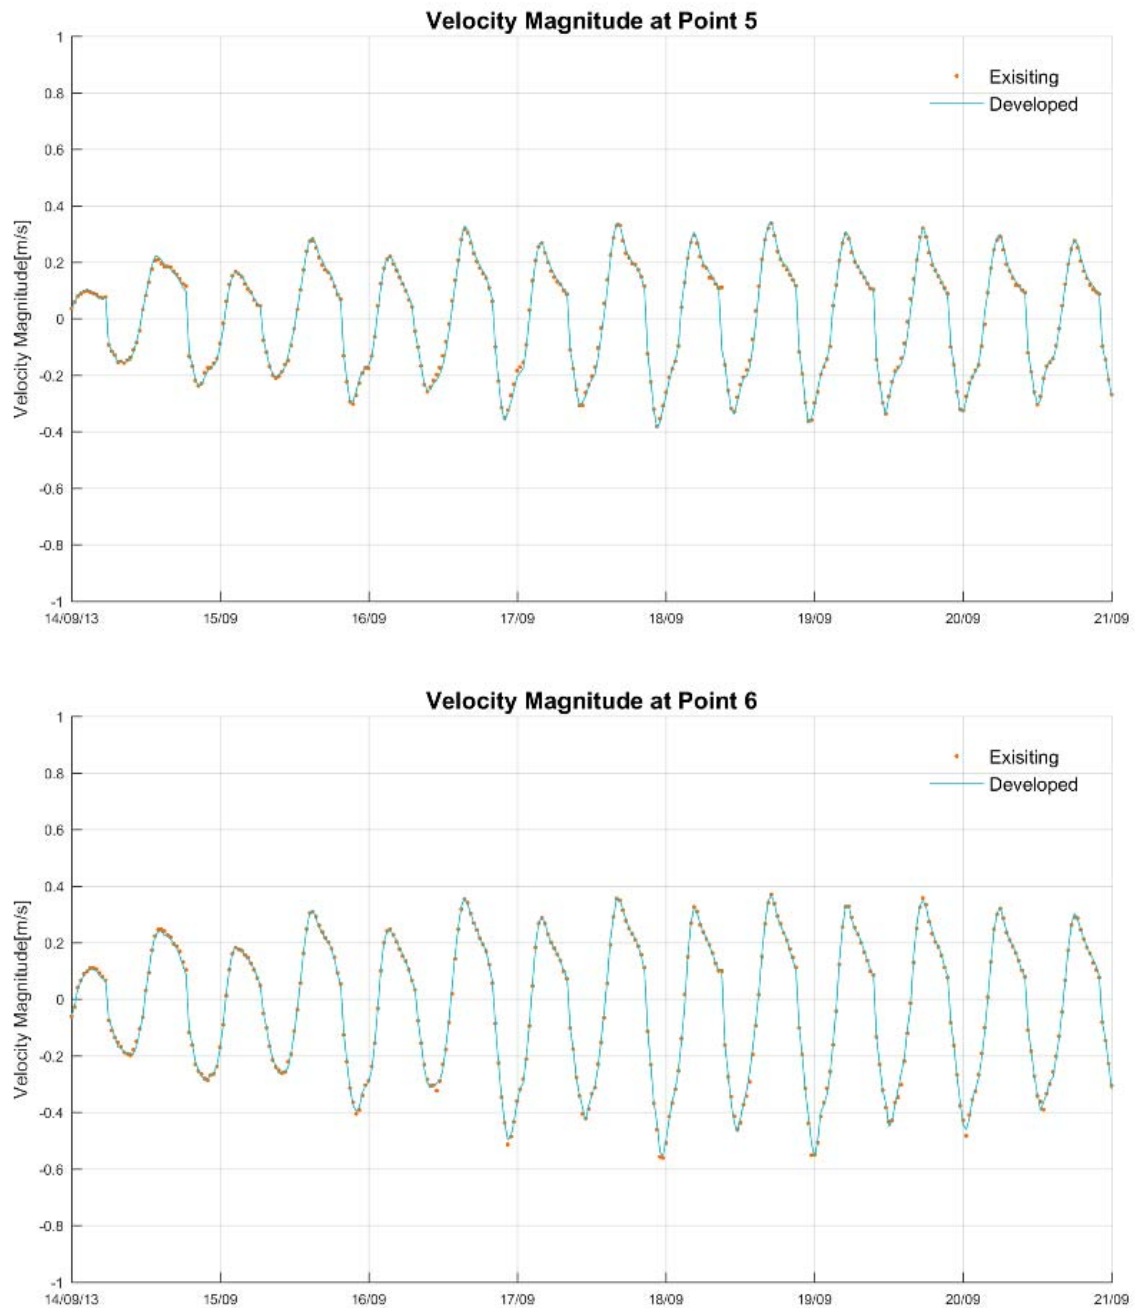 Velocity Magnitude at Point 5
1
0.8
0.6
0.4
0.2
0
-0.2
-0.4
-0.6
-0.8
-1
Velocity Magnitude[m/s]
Exisiting
Developed
14/09/13 15/09 16/09 17/09 18/09 19/09 20/09 21/09
Velocity Magnitude at Point 6
1
0.8
0.6
0.4
0.2
0
-0.2
-0.4
-0.6
-0.8
-1
Velocity Magnitude[m/s]
Exisiting
Developed
14/09/13 15/09 16/09 17/09 18/09 19/09 20/09 21/09